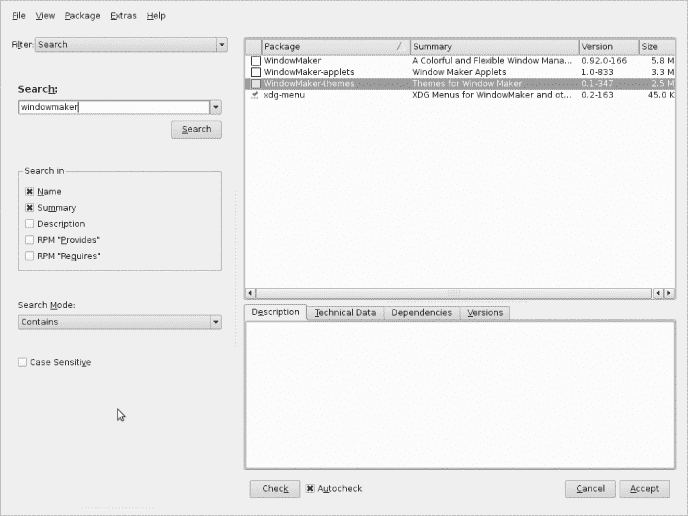 File View Package Extras Help
Filter: Search
Search:
windowmaker
Search
Search in
Name
Summary
Description
RPM "Provides"
RPM "Requires"
Search Mode:
Contains
Case Sensitive
Package / Summary Version Size
WindowMaker A Colorful and Flexible Window Mana... 0.92.0-166 5.8 M
WindowMaker-applets Window Maker Applets 1.0-833 3.3 M
WindowMaker-themes Themes for Window Maker 0.1-347 2.5 M
xdg-menu XDG Menus for WindowMaker and ot... 0.2-163 45.0 K
Description Technical Data Dependencies Versions
Check Autocheck Cancel Accept